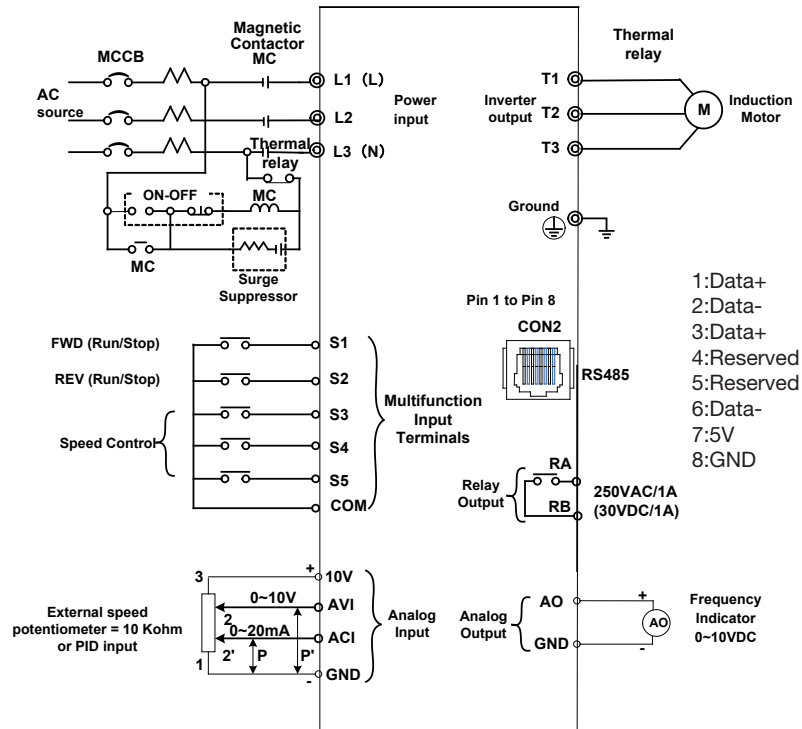 Magnetic
Contactor
MC
MCCB
AC
source
L1 (L)
L2
L3 (N)
Power
input
Thermal
relay
ON-OFF
MC
MC
Surge
Suppressor
Inverter
output
T1
T2
T3
Thermal
relay
M
Induction
Motor
Ground
Pin 1 to Pin 8
CON2
RS485
1:Data+
2:Data-
3:Data+
4:Reserved
5:Reserved
6:Data-
7:5V
8:GND
FWD (Run/Stop)
REV (Run/Stop)
Speed Control
S1
S2
S3
S4
S5
COM
Multifunction
Input
Terminals
Relay
Output
RA
RB
250VAC/1A
(30VDC/1A)
External speed
potentiometer = 10 Kohm
or PID input
3
2
2'
1
0~10V
0~20mA
P
P'
+
10V
AVI
ACI
GND
-
Analog
Input
Analog
Output
AO
GND
+
AO
-
Frequency
Indicator
0~10VDC